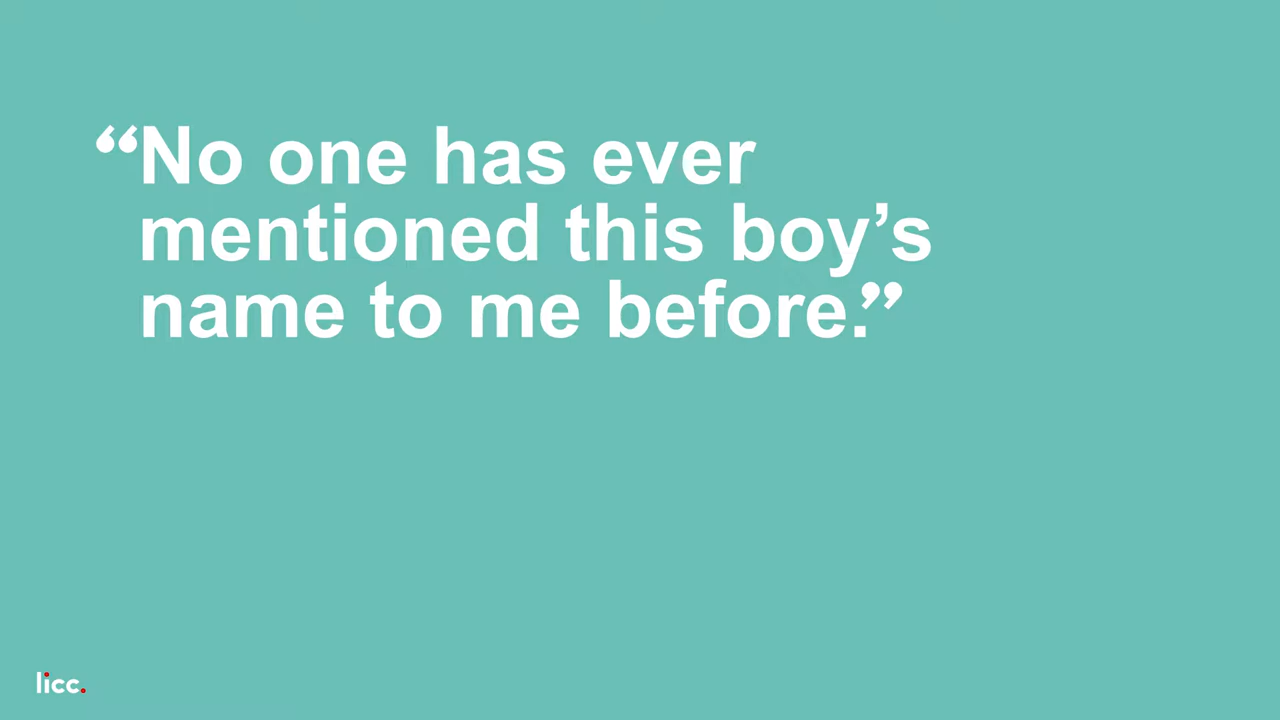 “No one has ever
mentioned this boy’s
name to me before.”
licc.